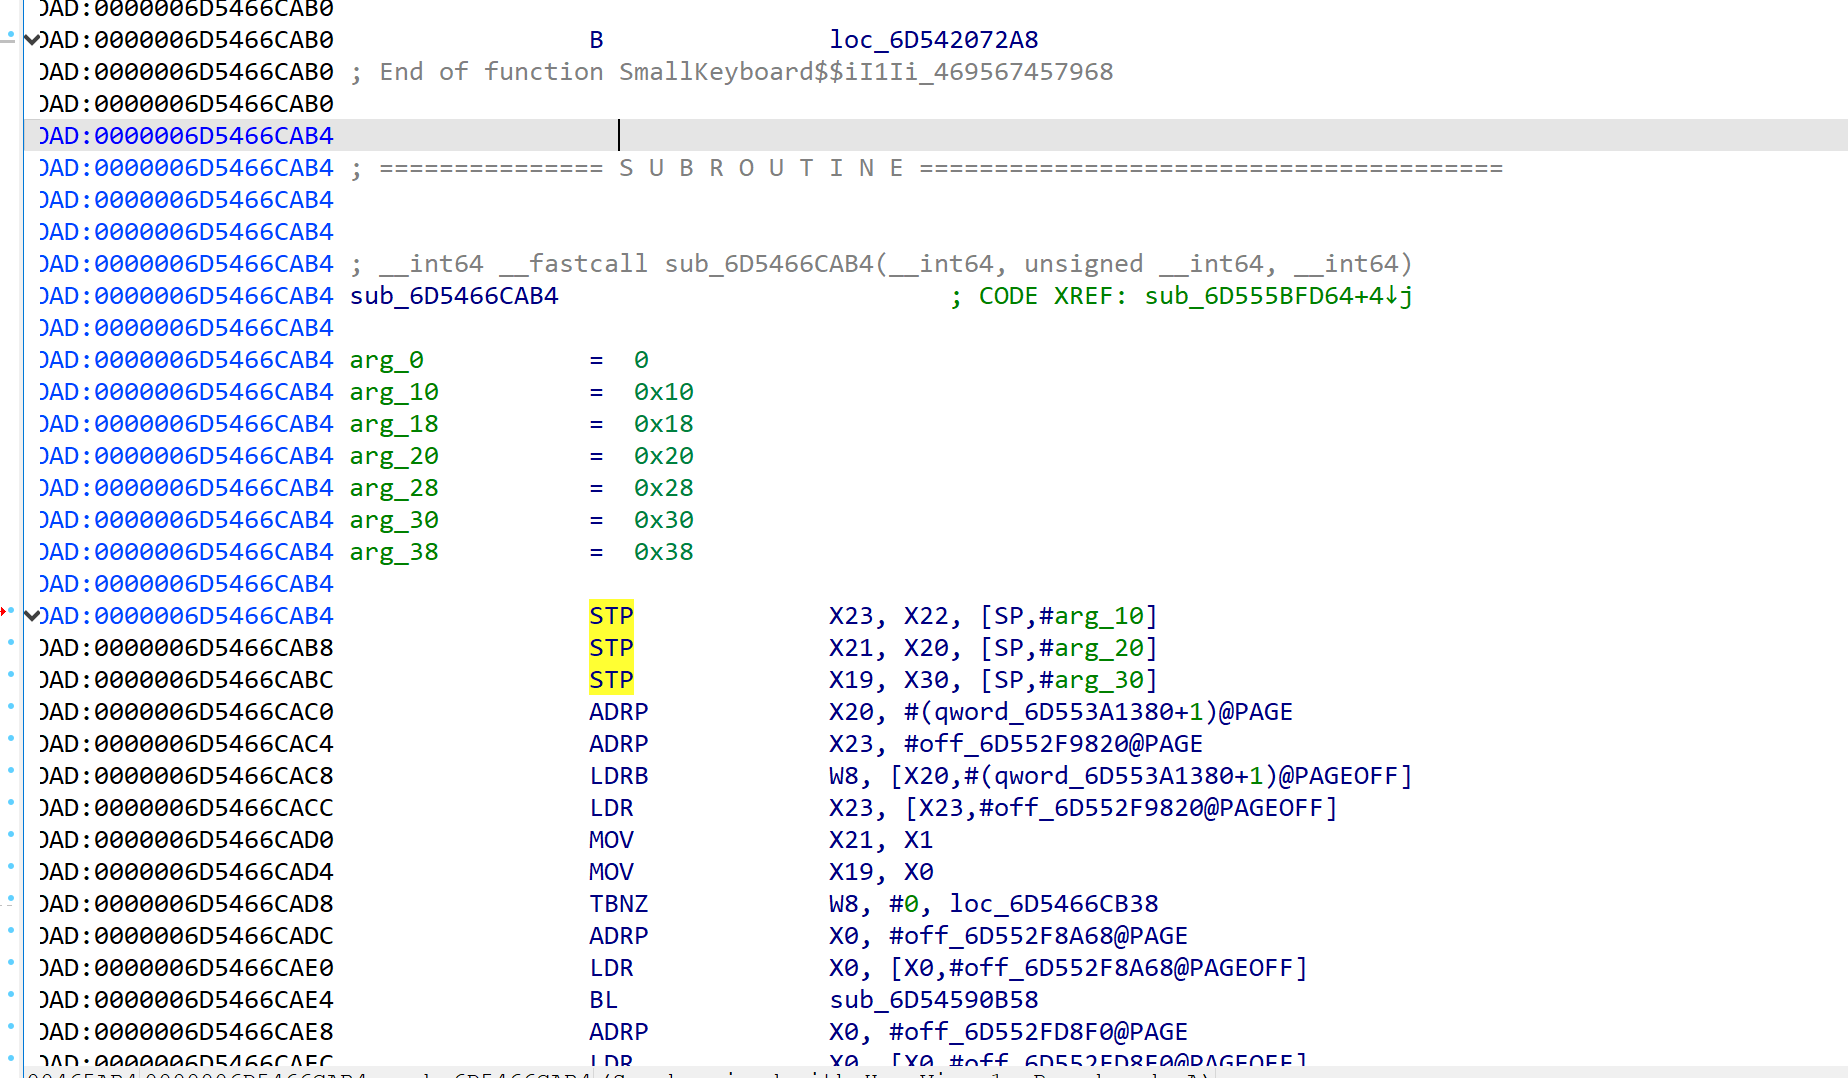 OAD:0000006D5466CAB0
OAD:0000006D5466CAB0 B loc_6D542072A8
OAD:0000006D5466CAB0 ; End of function SmallKeyboard$$iI1Ii_469567457968
OAD:0000006D5466CAB0
OAD:0000006D5466CAB4
OAD:0000006D5466CAB4 ; =============== S U B R O U T I N E =======================================
OAD:0000006D5466CAB4
OAD:0000006D5466CAB4
OAD:0000006D5466CAB4 ; __int64 __fastcall sub_6D5466CAB4(__int64, unsigned __int64, __int64)
OAD:0000006D5466CAB4 sub_6D5466CAB4 ; CODE XREF: sub_6D555BFD64+4↓j
OAD:0000006D5466CAB4
OAD:0000006D5466CAB4 arg_0 = 0
OAD:0000006D5466CAB4 arg_10 = 0x10
OAD:0000006D5466CAB4 arg_18 = 0x18
OAD:0000006D5466CAB4 arg_20 = 0x20
OAD:0000006D5466CAB4 arg_28 = 0x28
OAD:0000006D5466CAB4 arg_30 = 0x30
OAD:0000006D5466CAB4 arg_38 = 0x38
OAD:0000006D5466CAB4
OAD:0000006D5466CAB4 STP X23, X22, [SP,#arg_10]
OAD:0000006D5466CAB8 STP X21, X20, [SP,#arg_20]
OAD:0000006D5466CABC STP X19, X30, [SP,#arg_30]
OAD:0000006D5466CAC0 ADRP X20, #(qword_6D553A1380+1)@PAGE
OAD:0000006D5466CAC4 ADRP X23, #off_6D552F9820@PAGE
OAD:0000006D5466CAC8 LDRB W8, [X20,#(qword_6D553A1380+1)@PAGEOFF]
OAD:0000006D5466CACC LDR X23, [X23,#off_6D552F9820@PAGEOFF]
OAD:0000006D5466CAD0 MOV X21, X1
OAD:0000006D5466CAD4 MOV X19, X0
OAD:0000006D5466CAD8 TBNZ W8, #0, loc_6D5466CB38
OAD:0000006D5466CADC ADRP X0, #off_6D552F8A68@PAGE
OAD:0000006D5466CAE0 LDR X0, [X0,#off_6D552F8A68@PAGEOFF]
OAD:0000006D5466CAE4 BL sub_6D54590B58
OAD:0000006D5466CAE8 ADRP X0, #off_6D552FD8F0@PAGE
OAD:0000006D5466CAEC LDR X0, [X0,#off_6D552FD8F0@PAGEOFF]